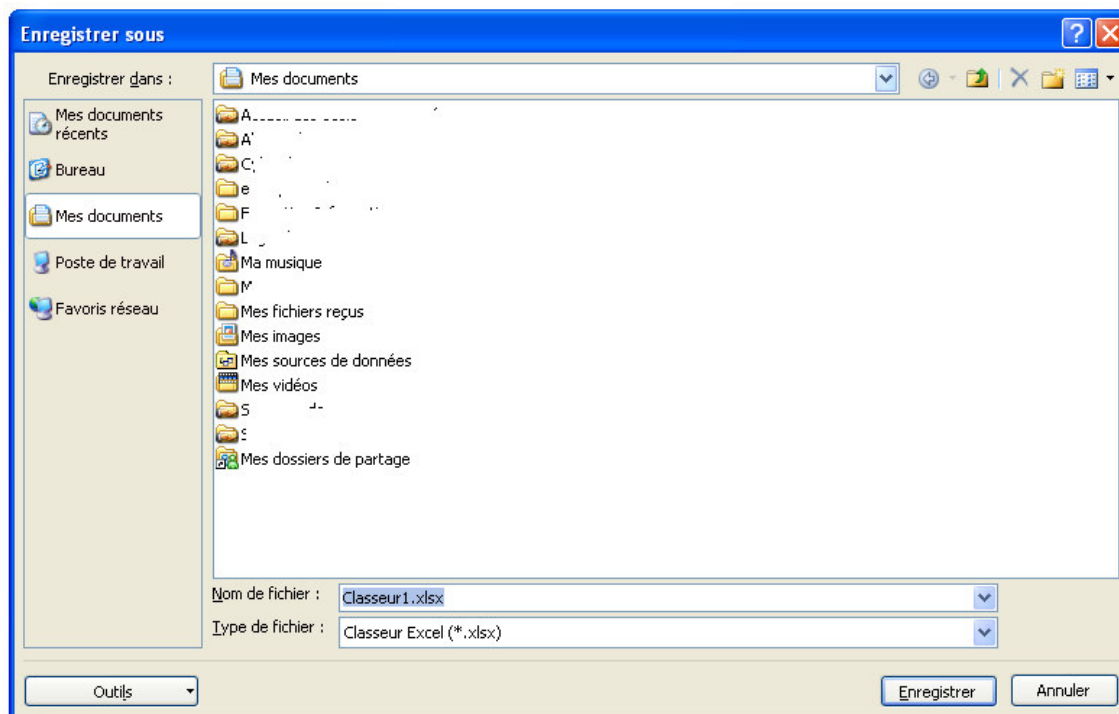 Enregistrer sous
Enregistrer dans :
Mes documents
Mes documents récents
Bureau
Mes documents
Poste de travail
Favoris réseau
Ma musique
Mes fichiers reçus
Mes images
Mes sources de données
Mes vidéos
Mes dossiers de partage
Nom de fichier :
Classeur1.xlsx
Type de fichier :
Classeur Excel (*.xlsx)
Outils
Enregistrer
Annuler